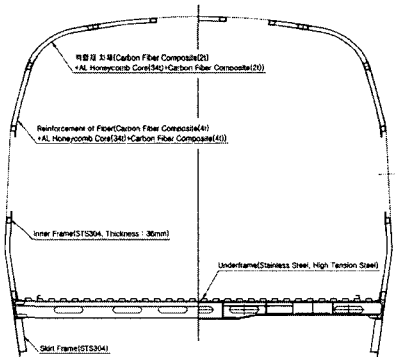 복합재 차체(Carbon Fiber Composite(2t)
+AL Honeycomb Core(34t)+Carbon Fiber Composite(2t))
Reinforcement of Fiber(Carbon Fiber Composite(4t)
+AL Honeycomb Core(34t)+Carbon Fiber Composite(4t))
Inner Frame(STS304, Thickness : 36mm)
Underframe(Stainless Steel, High Tension Steel)
Skirt Frame(STS304)